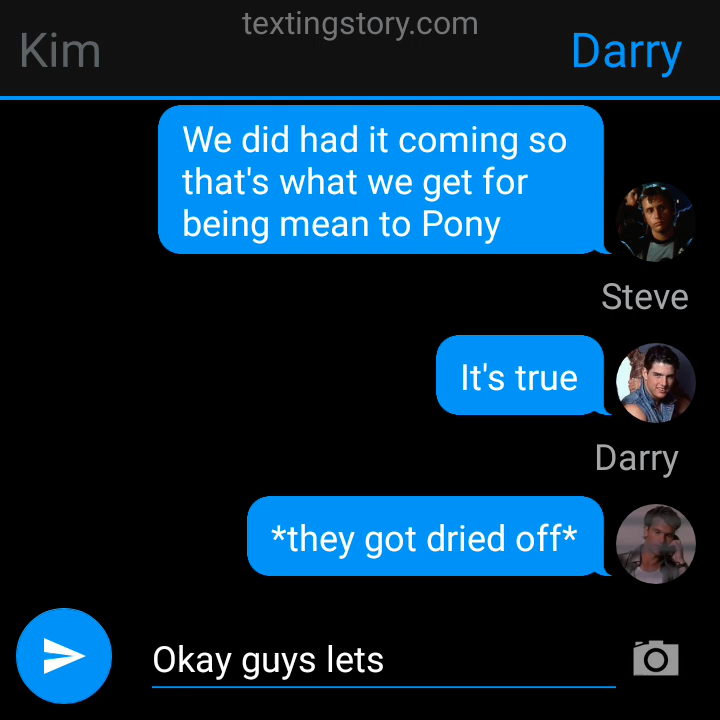 textingstory.com
Kim
Darry
We did had it coming so
that's what we get for
being mean to Pony
Steve
It's true
Darry
*they got dried off*
Okay guys lets